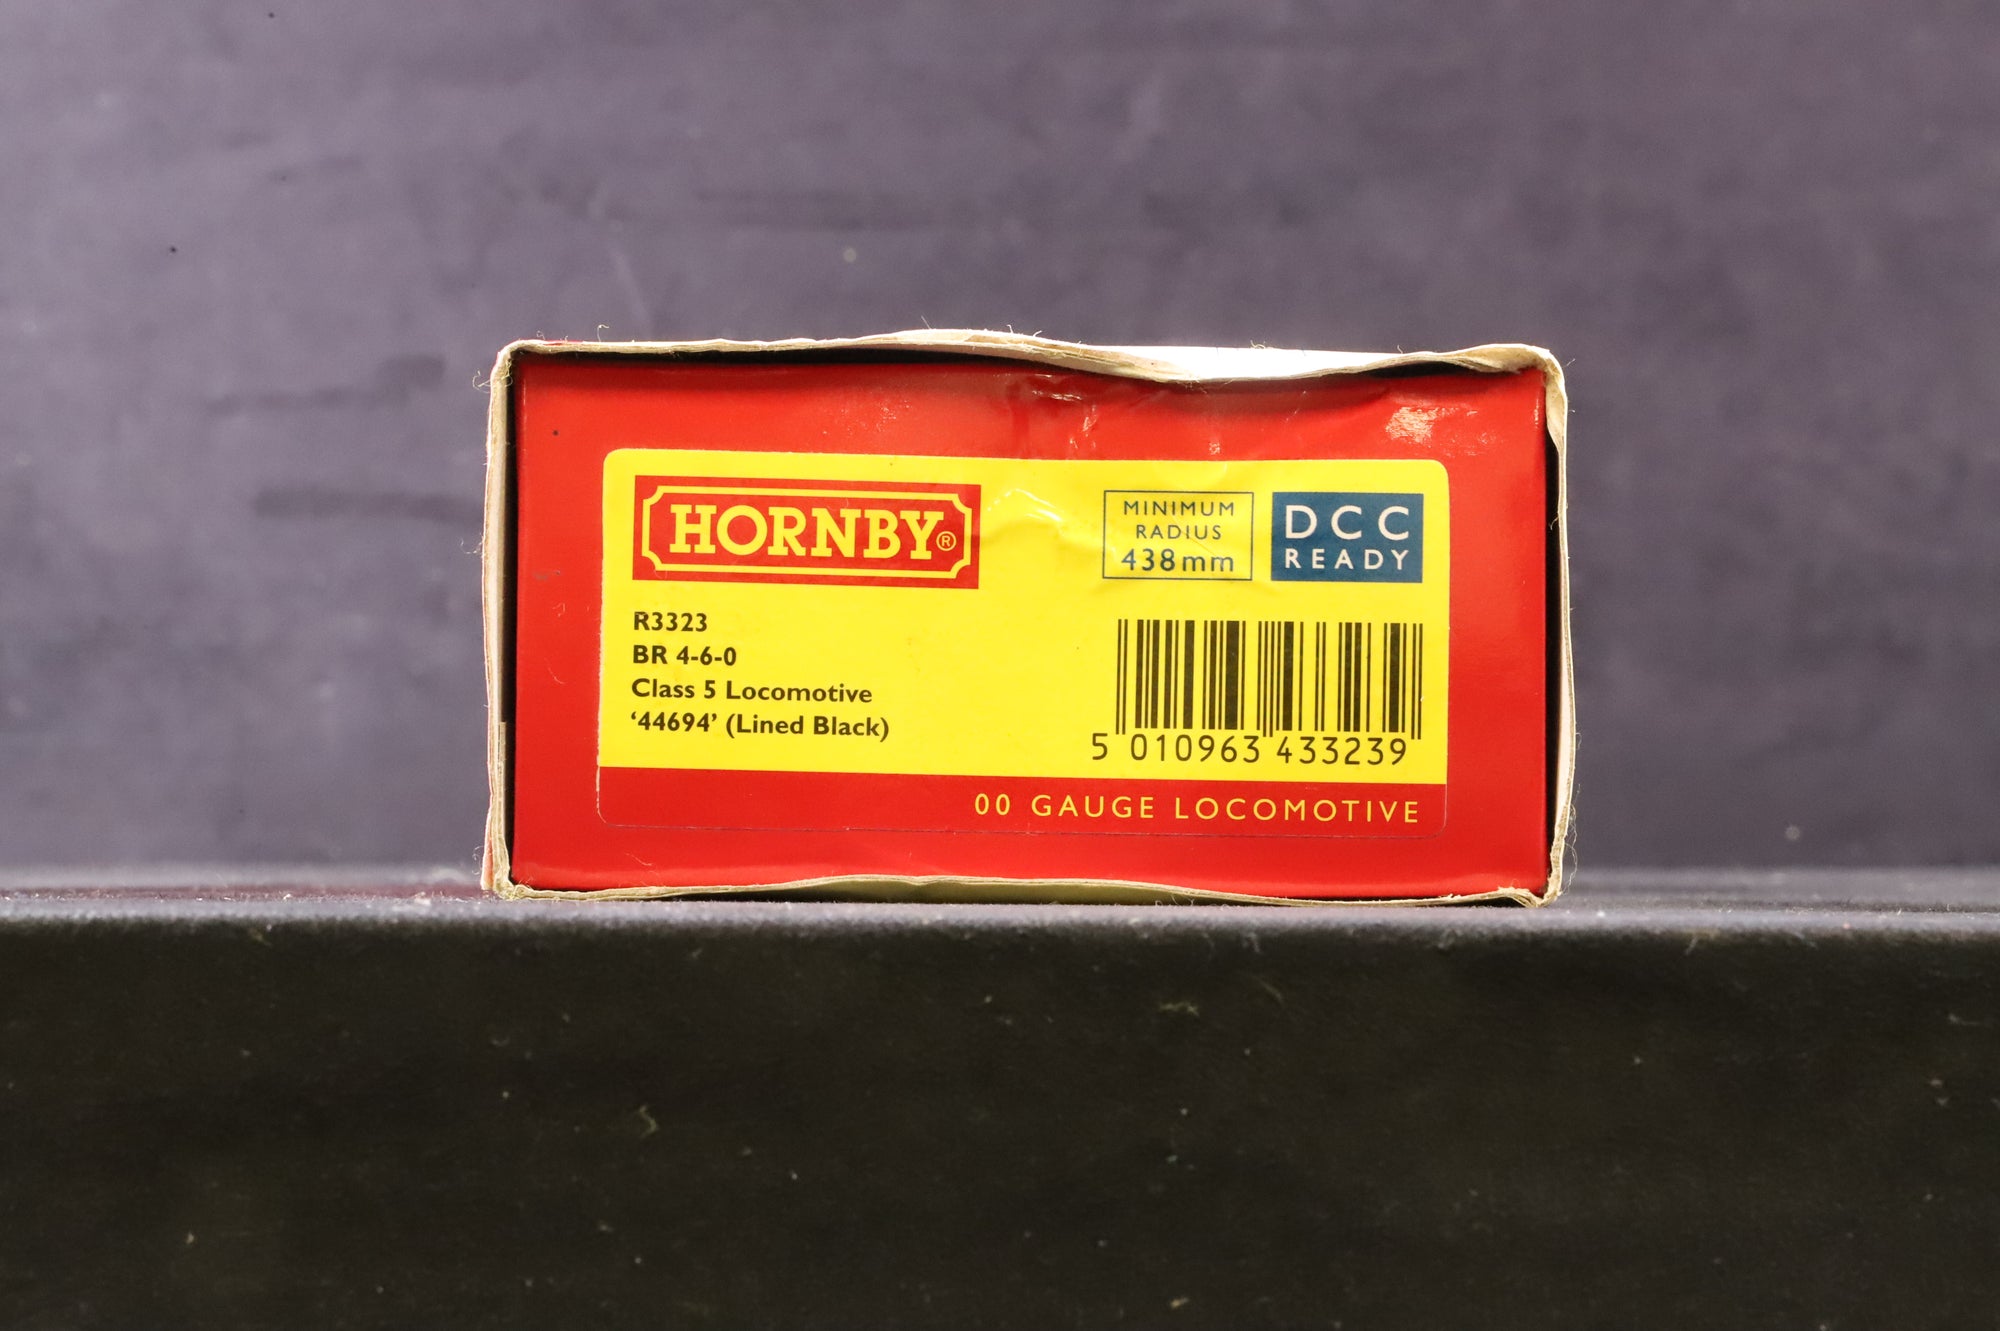 HORNBY®
MINIMUM
RADIUS
438mm
DCC
READY
R3323
BR 4-6-0
Class 5 Locomotive
‘44694’ (Lined Black)
5 010963 433239
00 GAUGE LOCOMOTIVE